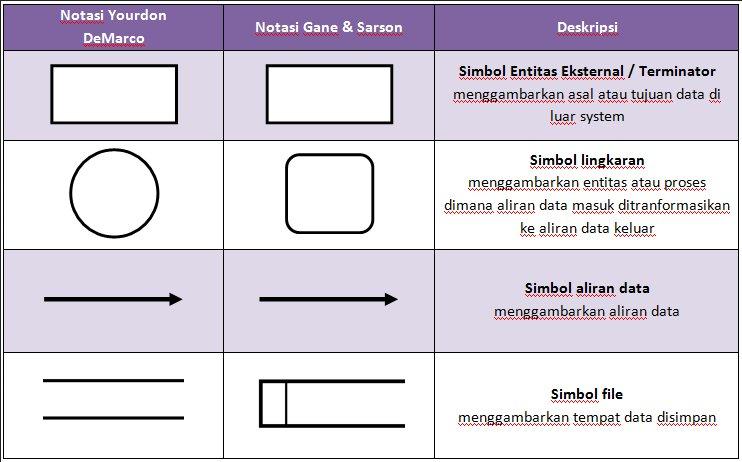 Notasi Yourdon
DeMarco
Notasi Gane & Sarson
Deskripsi
Simbol Entitas Eksternal / Terminator
menggambarkan asal atau tujuan data di
luar system
Simbol lingkaran
menggambarkan entitas atau proses
dimana aliran data masuk ditranformasikan
ke aliran data keluar
Simbol aliran data
menggambarkan aliran data
Simbol file
menggambarkan tempat data disimpan